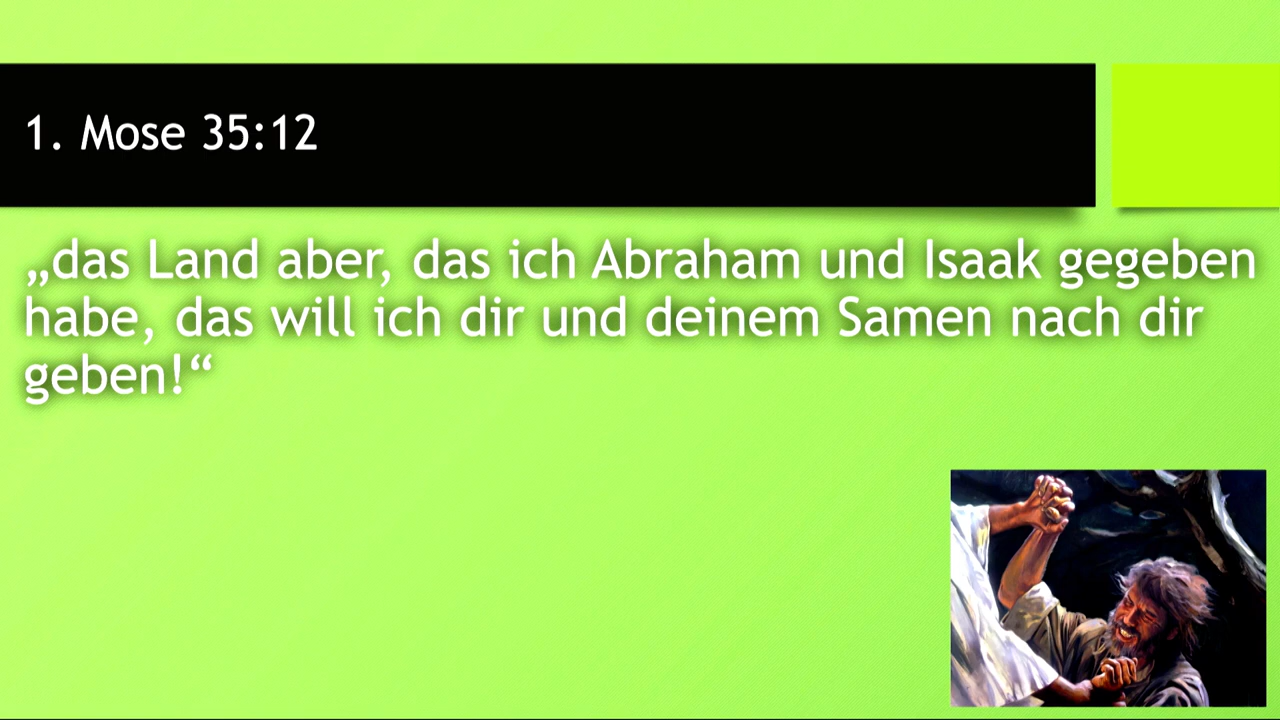 1. Mose 35:12
„das Land aber, das ich Abraham und Isaak gegeben
habe, das will ich dir und deinem Samen nach dir
geben!“